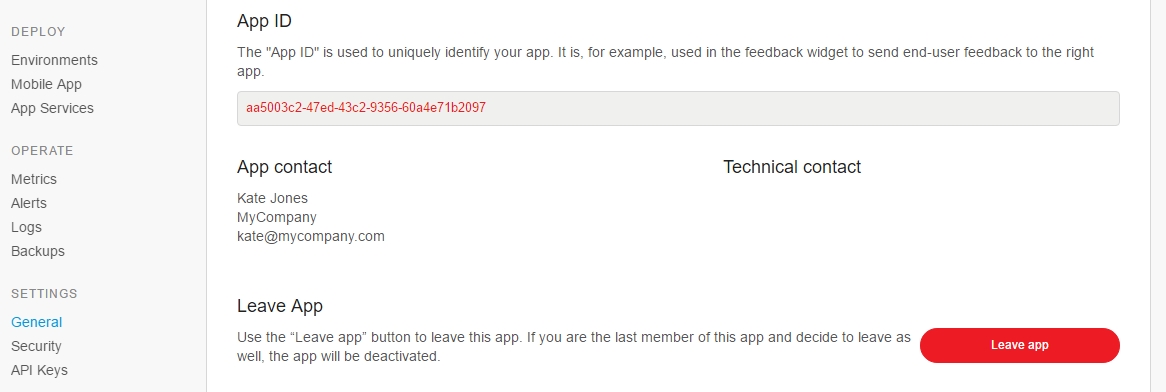 DEPLOY
Environments
Mobile App
App Services
OPERATE
Metrics
Alerts
Logs
Backups
SETTINGS
General
Security
API Keys
App ID
The "App ID" is used to uniquely identify your app. It is, for example, used in the feedback widget to send end-user feedback to the right
app.
aa5003c2-47ed-43c2-9356-60a4e71b2097
App contact
Kate Jones
MyCompany
kate@mycompany.com
Technical contact
Leave App
Use the “Leave app” button to leave this app. If you are the last member of this app and decide to leave as
well, the app will be deactivated.
Leave app